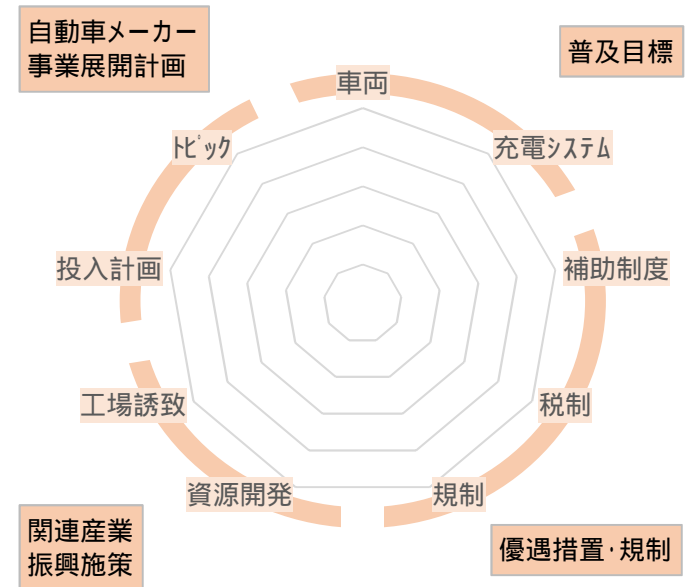 自動車メーカー
事業展開計画
普及目標
車両
トピック
充電システム
投入計画
補助制度
工場誘致
税制
資源開発
規制
関連産業
振興施策
優遇措置・規制